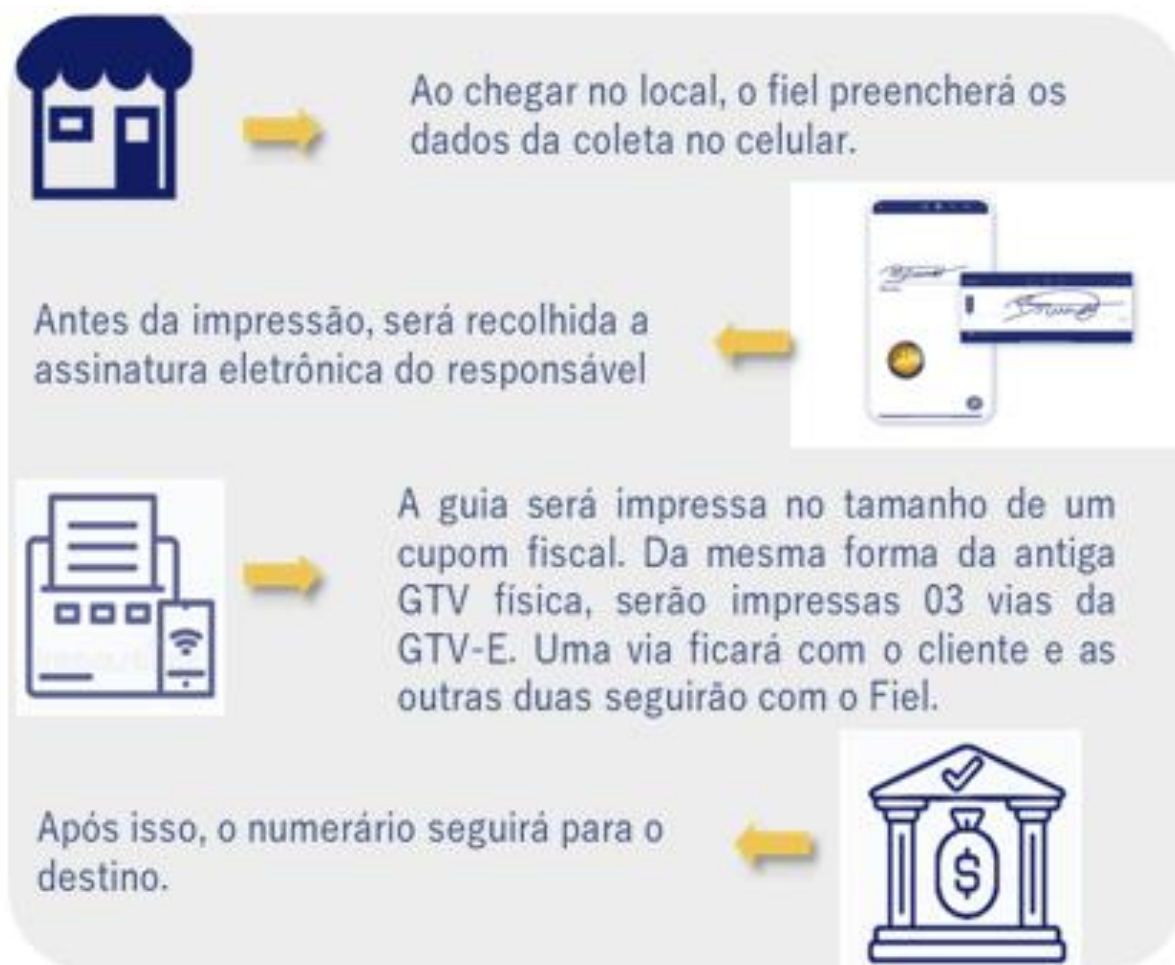 Ao chegar no local, o fiel preencherá os
dados da coleta no celular.
Antes da impressão, será recolhida a
assinatura eletrônica do responsável
A guia será impressa no tamanho de um
cupom fiscal. Da mesma forma da antiga
GTV física, serão impressas 03 vias da
GTV-E. Uma via ficará com o cliente e as
outras duas seguirão com o Fiel.
Após isso, o numerário seguirá para o
destino.
$